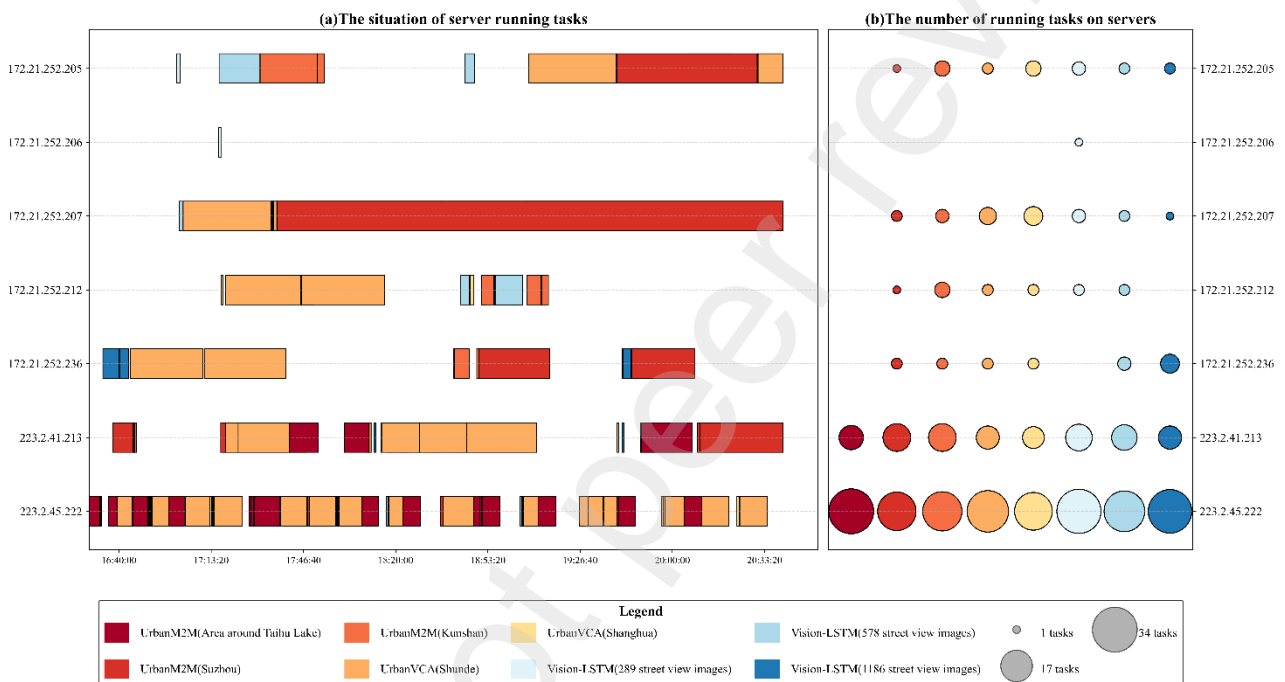 (a)The situation of server running tasks
(b)The number of running tasks on servers
172.21.252.205
172.21.252.206
172.21.252.207
172.21.252.212
172.21.252.236
223.2.41.213
223.2.45.222
16:40:00 17:13:20 17:46:40 18:20:00 18:53:20 19:26:40 20:00:00 20:33:20
172.21.252.205
172.21.252.206
172.21.252.207
172.21.252.212
172.21.252.236
223.2.41.213
223.2.45.222
Legend
UrbanM2M(Area around Taihu Lake) UrbanM2M(Kunshan) UrbanVCA(Shanghua) Vision-LSTM(578 street view images) 1 tasks 34 tasks
UrbanM2M(Suzhou) UrbanVCA(Shunde) Vision-LSTM(289 street view images) Vision-LSTM(1186 street view images) 17 tasks
ot peer rev